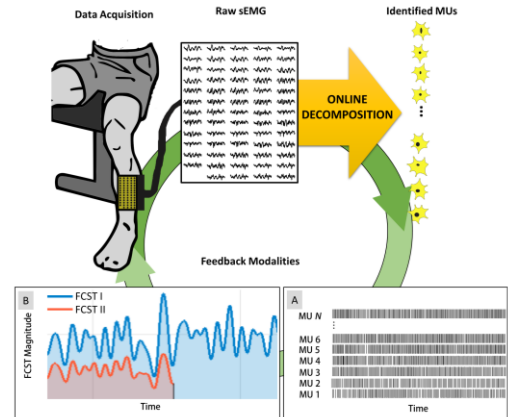 Data Acquisition
Raw sEMG
Identified MUs
ONLINE
DECOMPOSITION
...
Feedback Modalities
B
FCST I
FCST II
FCST Magnitude
Time
A
MU N
⋮
MU 6
MU 5
MU 4
MU 3
MU 2
MU 1
Time